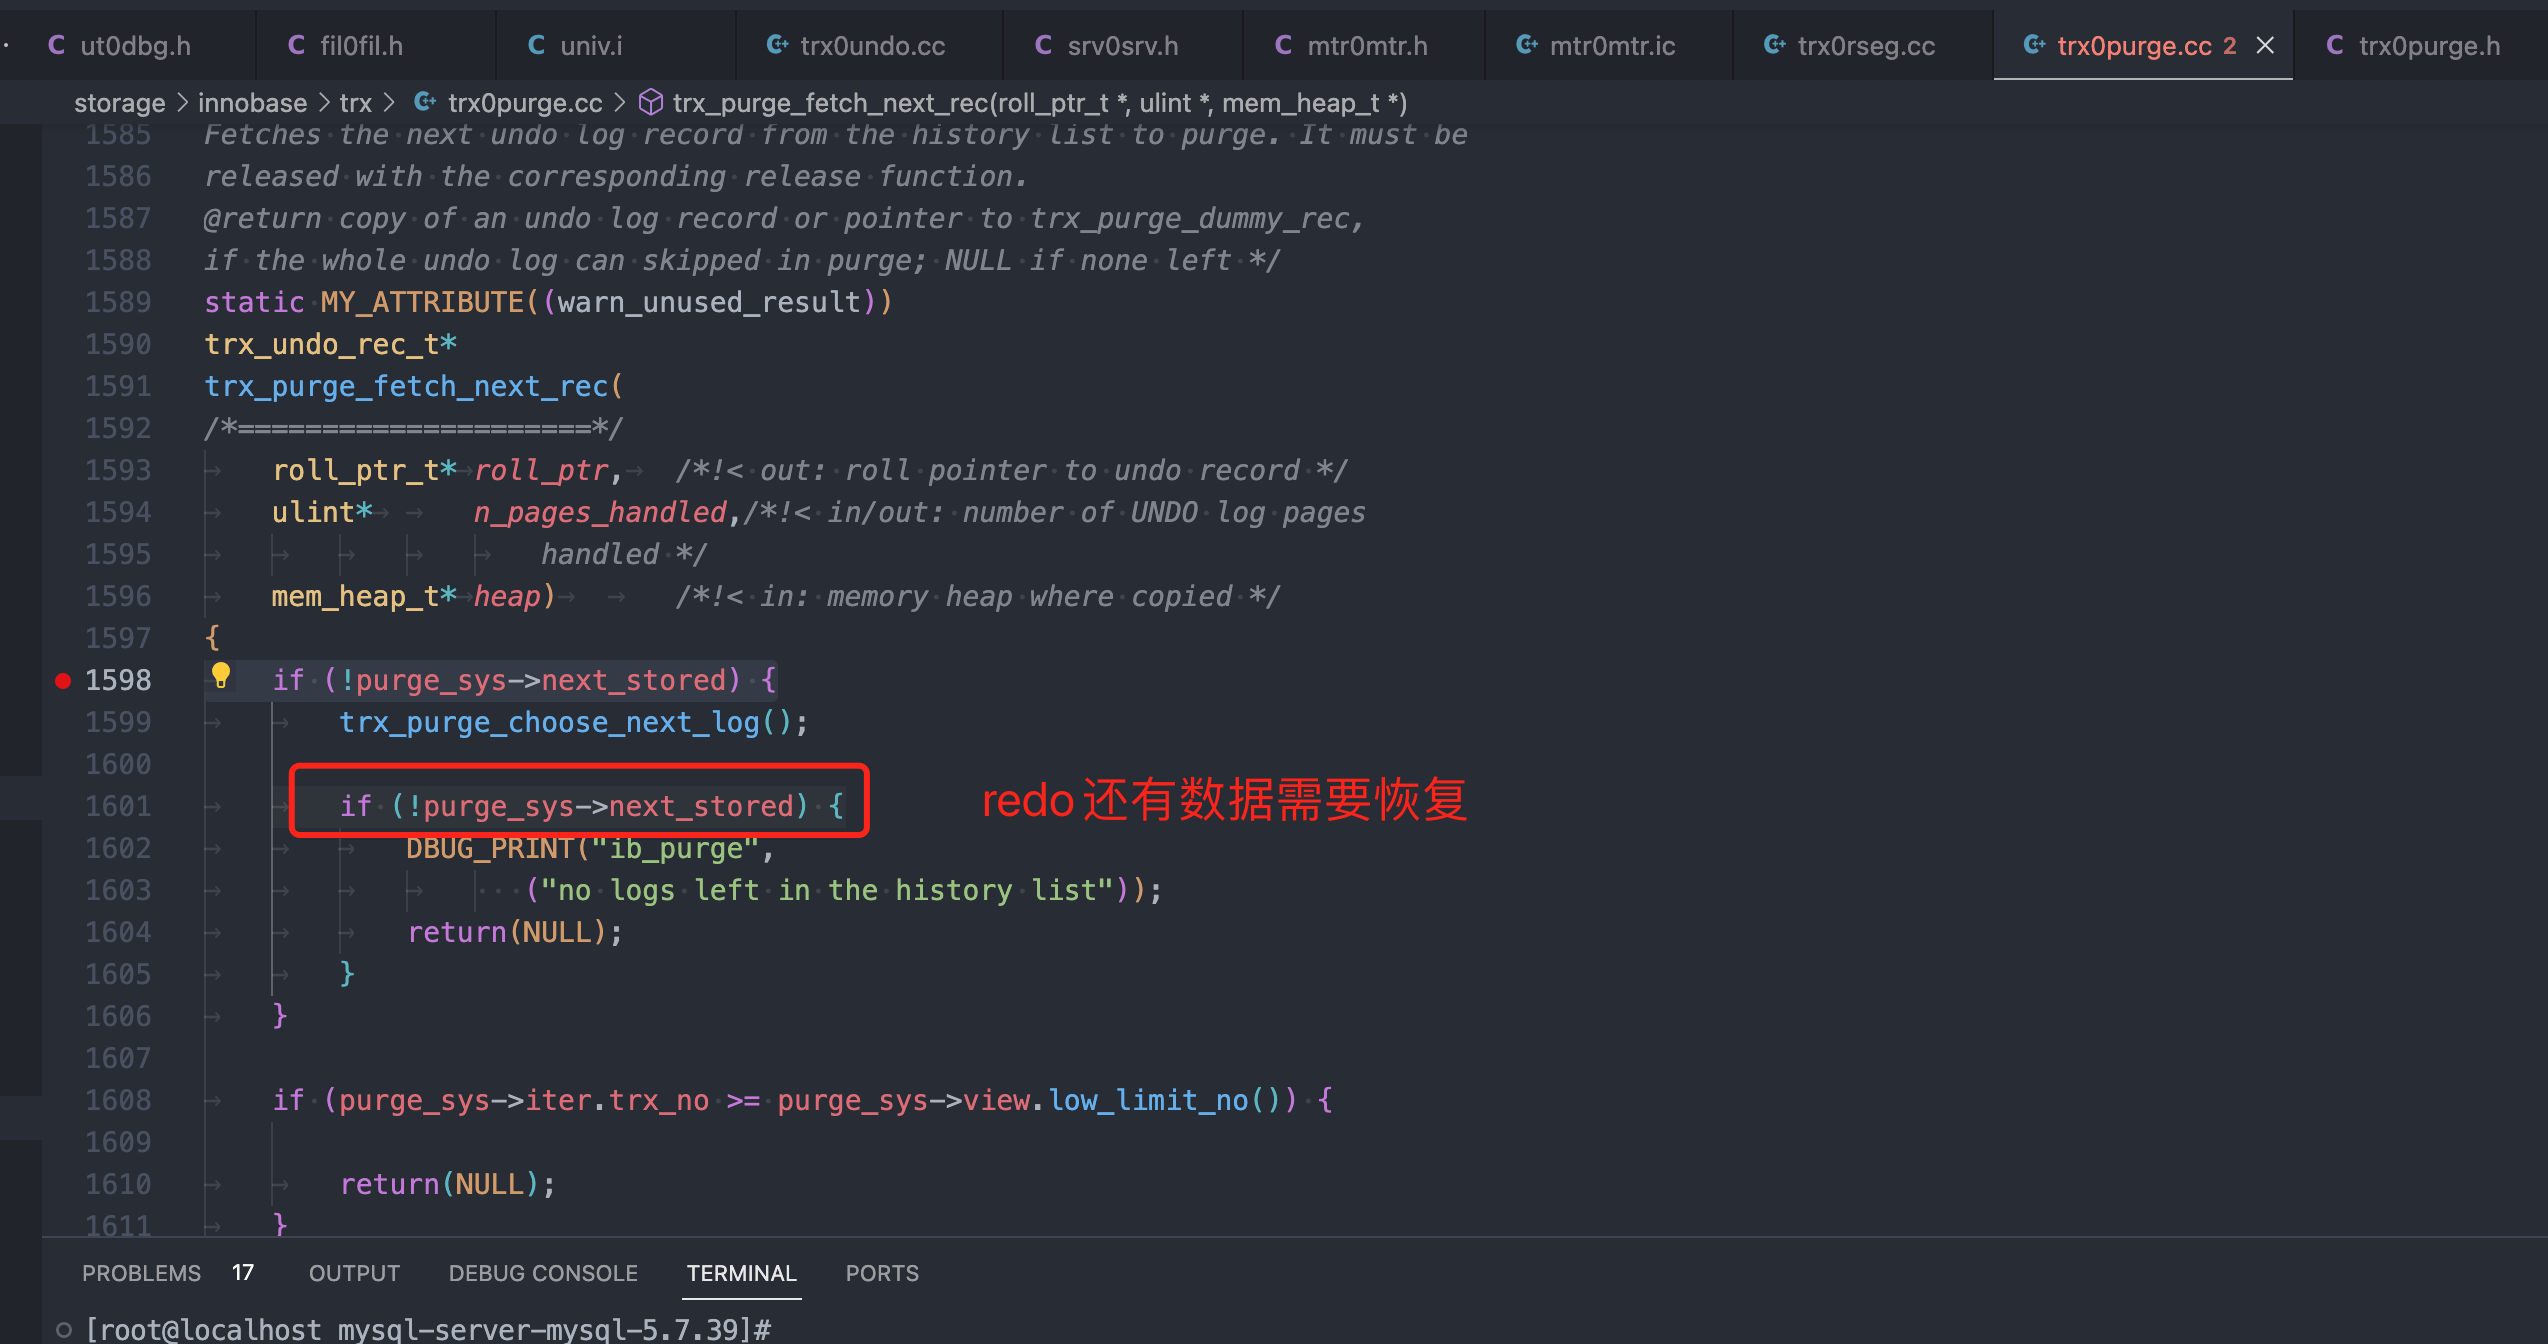 C ut0dbg.h C fil0fil.h C univ.i trx0undo.cc C srv0srv.h C mtr0mtr.h mtr0mtr.ic trx0rseg.cc trx0purge.cc 2 C trx0purge.h
storage > innobase > trx > trx0purge.cc > trx_purge_fetch_next_rec(roll_ptr_t *, ulint *, mem_heap_t *)
1585 Fetches the next undo log record from the history list to purge. It must be
1586 released with the corresponding release function.
1587 @return copy of an undo log record or pointer to trx_purge_dummy_rec,
1588 if the whole undo log can skipped in purge; NULL if none left */
1589 static MY_ATTRIBUTE((warn_unused_result))
1590 trx_undo_rec_t*
1591 trx_purge_fetch_next_rec(
1592 /*=====================*/
1593 roll_ptr_t* roll_ptr, /*!< out: roll pointer to undo record */
1594 ulint* n_pages_handled,/*!< in/out: number of UNDO log pages
1595 handled */
1596 mem_heap_t* heap) /*!< in: memory heap where copied */
1597 {
1598 if (!purge_sys->next_stored) {
1599 trx_purge_choose_next_log();
1600
1601 if (!purge_sys->next_stored) { redo还有数据需要恢复
1602 DBUG_PRINT("ib_purge",
1603 ("no logs left in the history list"));
1604 return(NULL);
1605 }
1606 }
1607
1608 if (purge_sys->iter.trx_no >= purge_sys->view.low_limit_no()) {
1609
1610 return(NULL);
1611 }
PROBLEMS 17 OUTPUT DEBUG CONSOLE TERMINAL PORTS
[root@localhost mysql-server-mysql-5.7.39]#